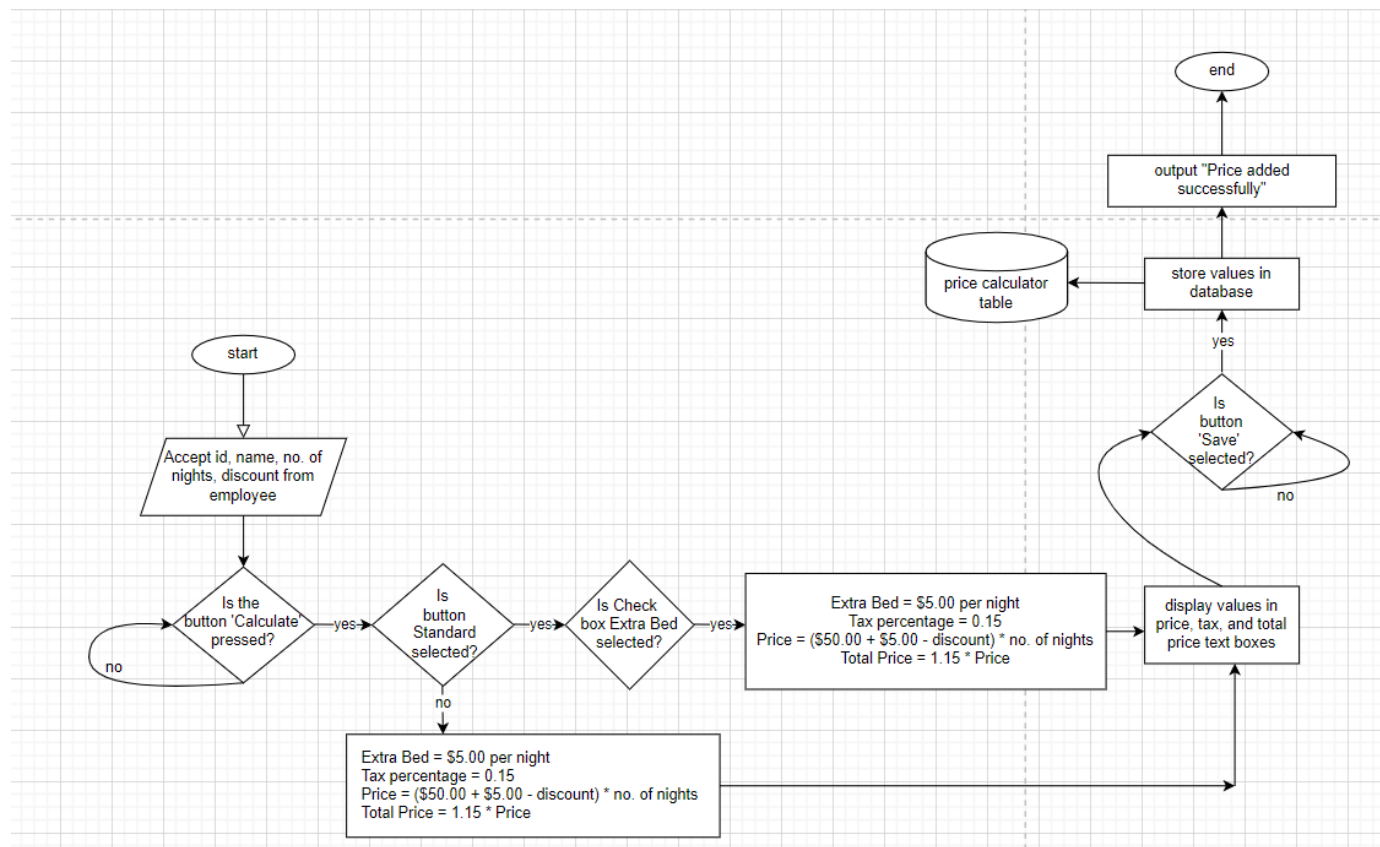 start
Accept id, name, no. of
nights, discount from
employee
Is the
button 'Calculate'
pressed?
no
yes
Is
button
Standard
selected?
yes
no
Is Check
box Extra Bed
selected?
yes
Extra Bed = $5.00 per night
Tax percentage = 0.15
Price = ($50.00 + $5.00 - discount) * no. of nights
Total Price = 1.15 * Price
Extra Bed = $5.00 per night
Tax percentage = 0.15
Price = ($50.00 + $5.00 - discount) * no. of nights
Total Price = 1.15 * Price
display values in
price, tax, and total
price text boxes
Is
button
'Save'
selected?
no
yes
store values in
database
price calculator
table
output "Price added
successfully"
end